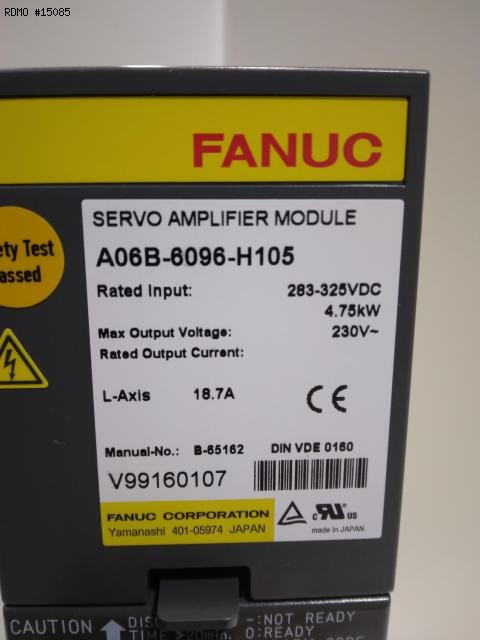 RDMO #15085
FANUC
SERVO AMPLIFIER MODULE
A06B-6096-H105
Rated Input: 283-325VDC
4.75kW
Max Output Voltage: 230V~
Rated Output Current:
L-Axis 18.7A
CE
Manual-No.: B-65162 DIN VDE 0160
V99160107
FANUC CORPORATION
Yamanashi 401-05974 JAPAN
c US
made in JAPAN
ety Test
assed
CAUTION
-:NOT READY
TIME >20min. 0:READY